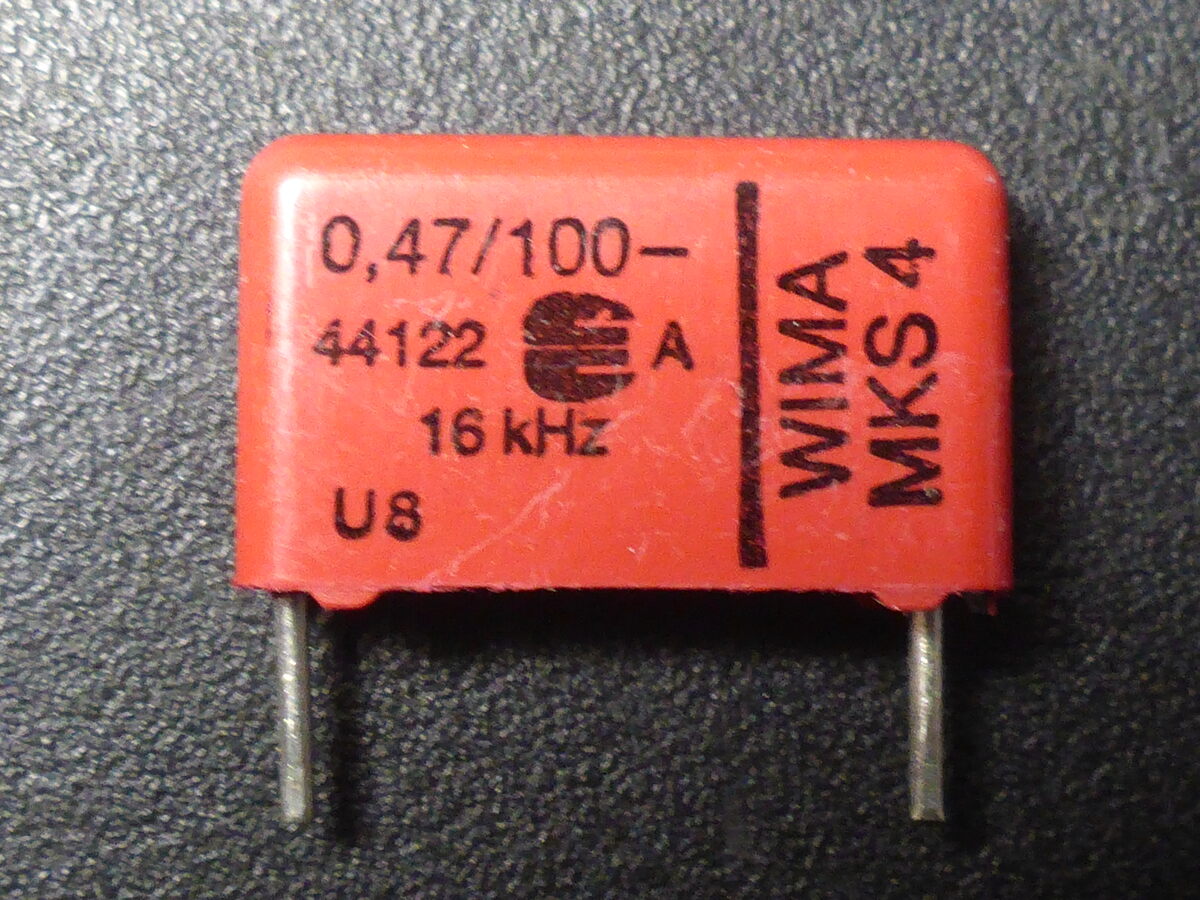 0,47/100–
44122 A
16 kHz
U8
WIMA
MKS 4